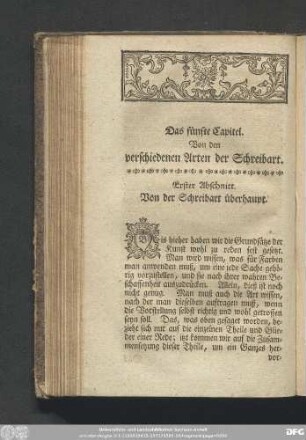 Das fünfte Capitel.
Von den
verschiedenen Arten der Schreibart.
Erster Abschnitt.
Von der Schreibart überhaupt.
Bis hieher haben wir die Grundsätze der
Kunst wohl zu reden fest gesetzt.
Man wird wissen, was für Farben
man anwenden muß, um eine jede Sache gehö-
rig vorzustellen, und sie nach ihrer wahren Be-
schaffenheit auszudrücken. Allein, dieß ist noch
nicht genug. Man muß auch die Art wissen,
nach der man dieselben auftragen muß, wenn
die Vorstellung selbst richtig und wohl getroffen
seyn soll. Das, was oben gesaget worden, be-
zieht sich nur auf die einzelnen Theile und Glie-
der einer Rede; itzt kommen wir auf die Zusam-
mensetzung dieser Theile, um ein Ganzes her-
vor-